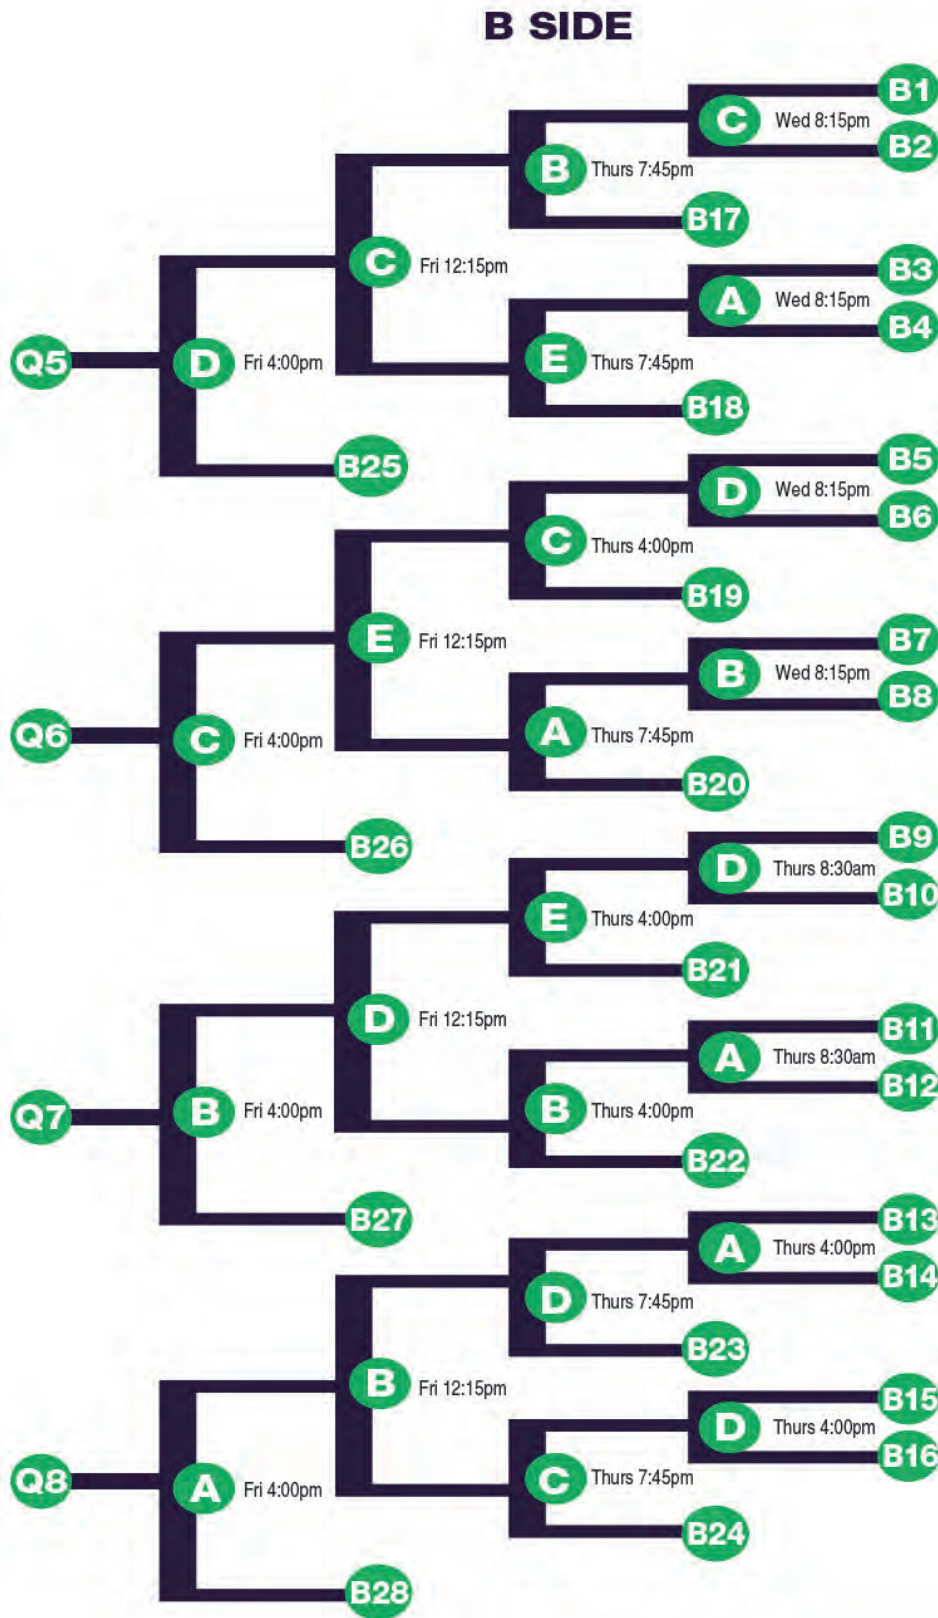 B SIDE
B1
C Wed 8:15pm
B2
B Thurs 7:45pm
B17
C Fri 12:15pm
B3
A Wed 8:15pm
B4
E Thurs 7:45pm
Q5 D Fri 4:00pm
B18
B25
B5
D Wed 8:15pm
B6
C Thurs 4:00pm
B19
E Fri 12:15pm
B7
B Wed 8:15pm
B8
A Thurs 7:45pm
Q6 C Fri 4:00pm
B20
B26
B9
D Thurs 8:30am
B10
E Thurs 4:00pm
B21
D Fri 12:15pm
B11
A Thurs 8:30am
B12
B Thurs 4:00pm
Q7 B Fri 4:00pm
B22
B27
B13
A Thurs 4:00pm
B14
D Thurs 7:45pm
B23
B Fri 12:15pm
B15
D Thurs 4:00pm
B16
C Thurs 7:45pm
Q8 A Fri 4:00pm
B24
B28